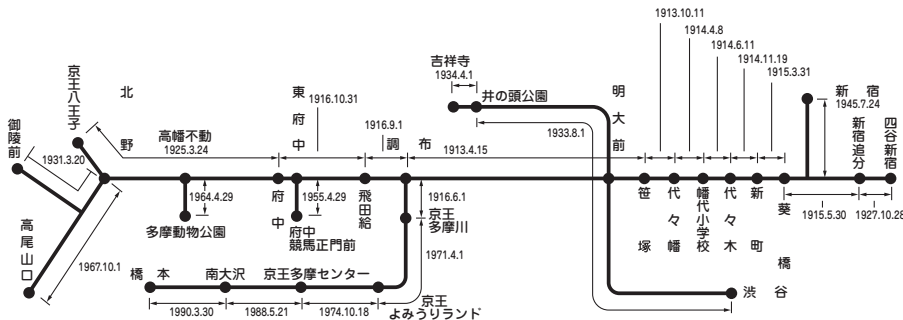 1913.10.11
1914.4.8
1914.6.11
1914.11.19
1915.3.31
吉祥寺
1934.4.1
井の頭公園
明大前
新宿
1945.7.24
新宿追分
四谷新宿
京王八王子
北野
東府中
1916.10.31
1916.9.1
調布
御陵前
1931.3.20
高幡不動
1925.3.24
1933.8.1
1913.4.15
1964.4.29
多摩動物公園
府中
1955.4.29
府中
競馬正門前
飛田給
1916.6.1
京王
多摩川
笹塚
代々幡
幡代小学校
代々木
新町
葵橋
1915.5.30
1927.10.28
高尾山口
1967.10.1
1971.4.1
橋本
南大沢
京王多摩センター
京王
よみうりランド
渋谷
1990.3.30
1988.5.21
1974.10.18